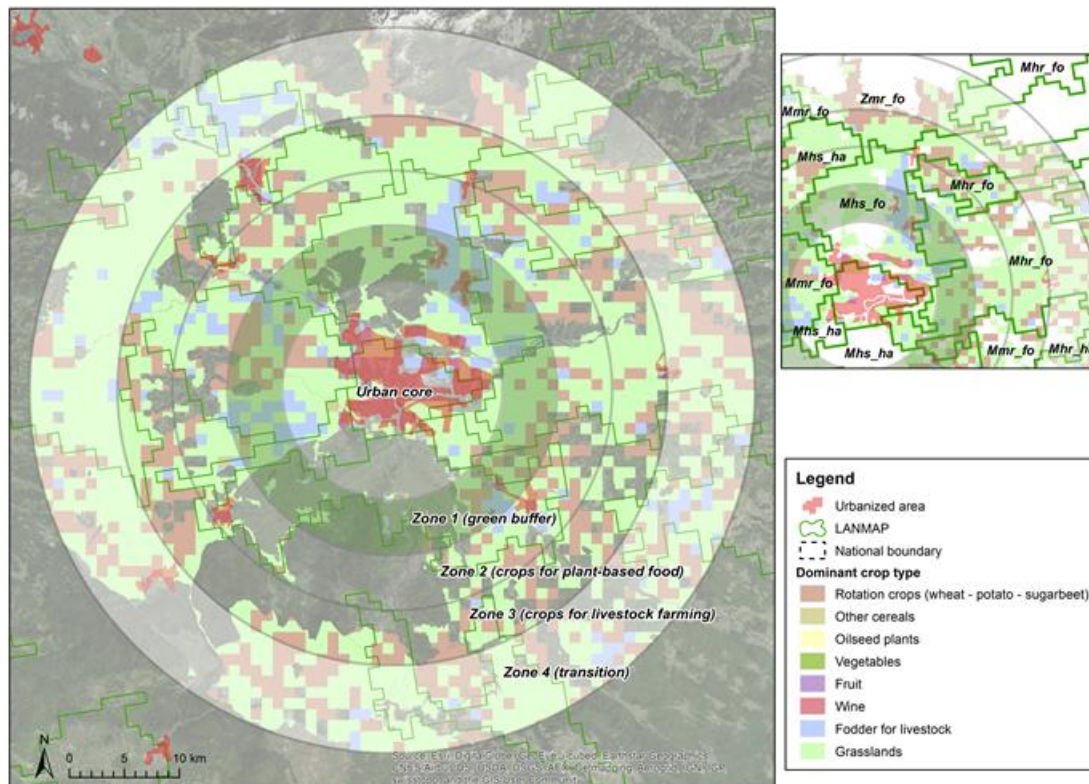 Urban core
Zone 1 (green buffer)
Zone 2 (crops for plant-based food)
Zone 3 (crops for livestock farming)
Zone 4 (transition)
N
0 5 10 km
Mhr_fo
Zmr_fo
Mmr_fo
Mhs_ha
Mhr_fo
Mhs_fo
Mhr_fo
Mmr_fo
Mhs_ha
Mhs_ha
Mmr_fo
Legend
Urbanized area
LANMAP
National boundary
Dominant crop type
Rotation crops (wheat - potato - sugarbeet)
Other cereals
Oilseed plants
Vegetables
Fruit
Wine
Fodder for livestock
Grasslands